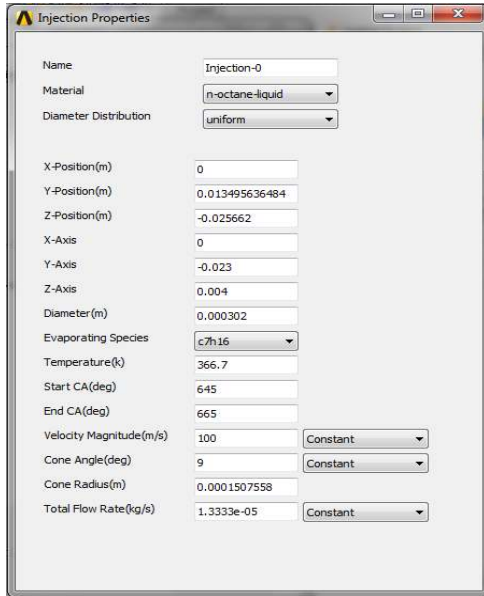 Injection Properties
Name Injection-0
Material n-octane-liquid
Diameter Distribution uniform
X-Position(m) 0
Y-Position(m) 0.013495636484
Z-Position(m) -0.025662
X-Axis 0
Y-Axis -0.023
Z-Axis 0.004
Diameter(m) 0.000302
Evaporating Species c7h16
Temperature(k) 366.7
Start CA(deg) 645
End CA(deg) 665
Velocity Magnitude(m/s) 100 Constant
Cone Angle(deg) 9 Constant
Cone Radius(m) 0.0001507558
Total Flow Rate(kg/s) 1.3333e-05 Constant